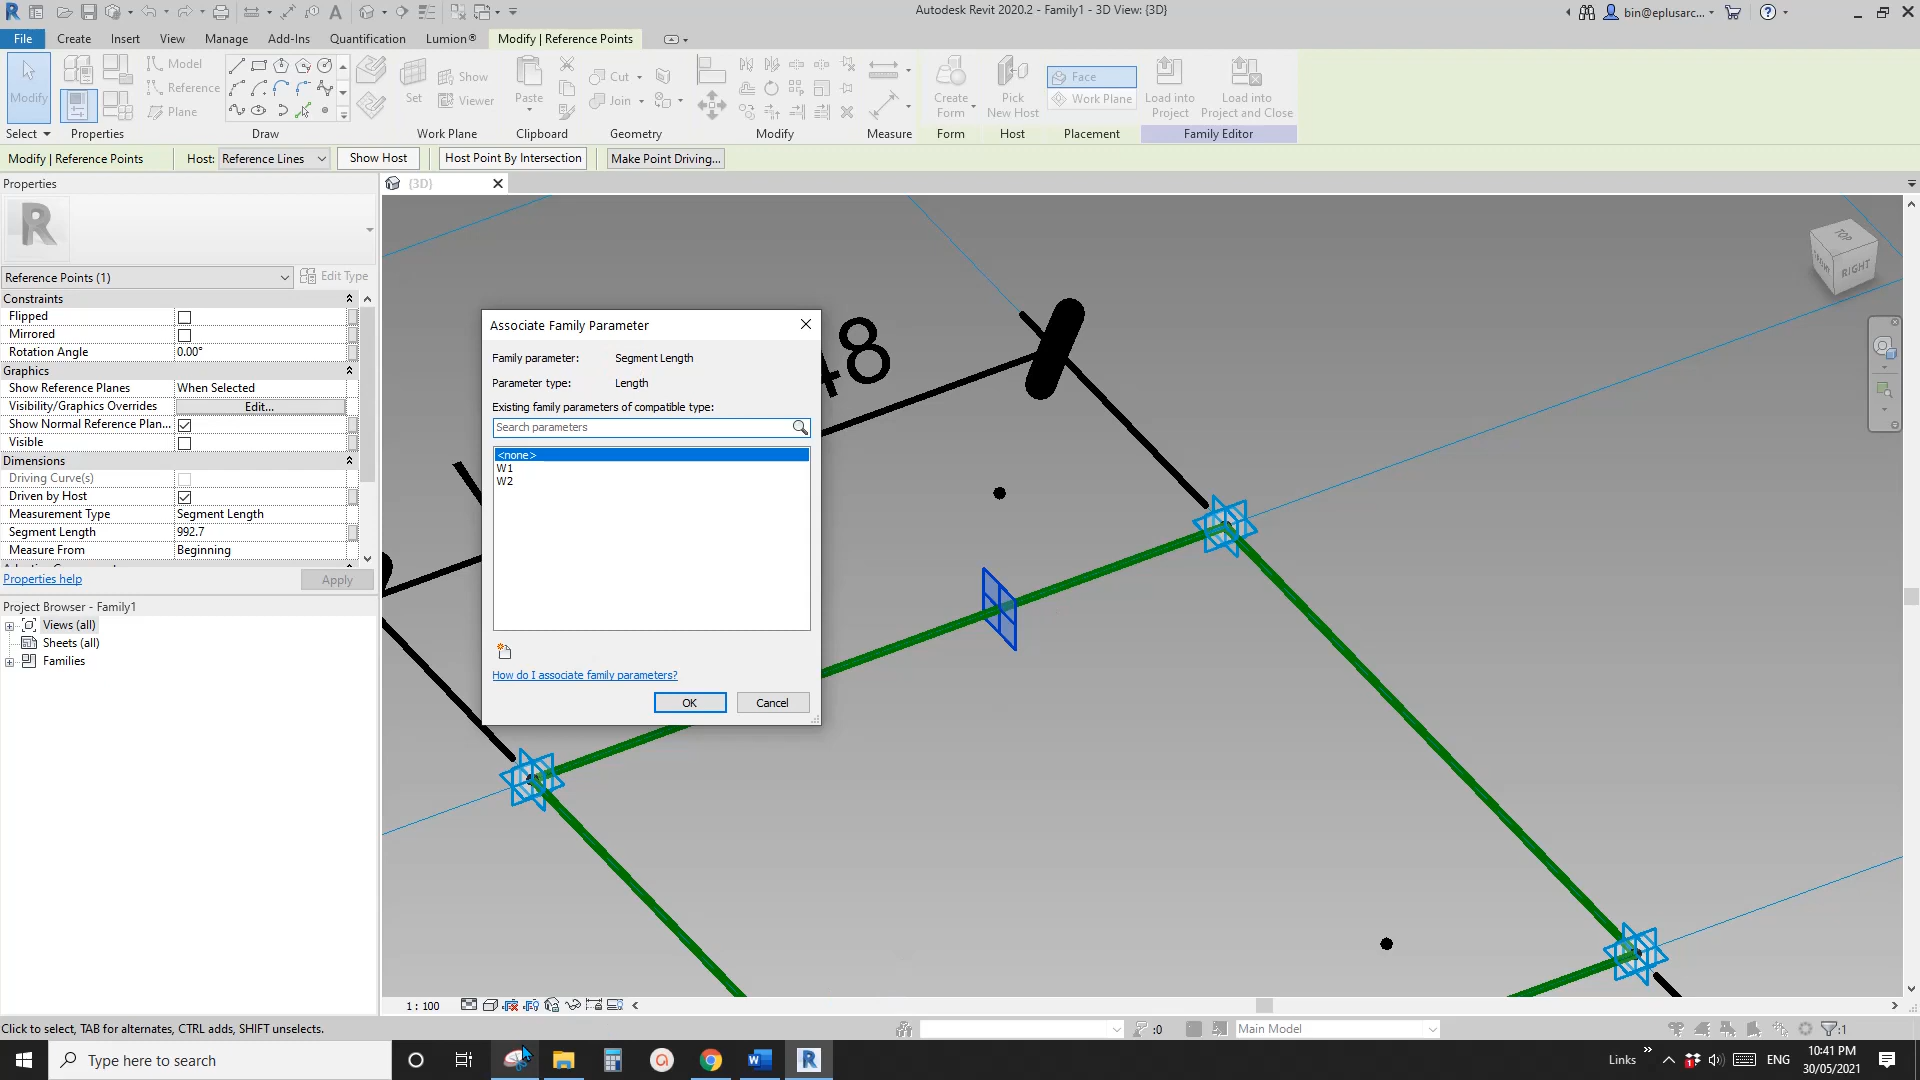 Autodesk Revit 2020.2 - Family1 - 3D View: {3D}
bin@eplusarc...
File Create Insert View Manage Add-Ins Quantification Lumion® Modify | Reference Points
Modify
Model
Reference
Plane
Set
Show
Viewer
Paste
Cut
Join
Create
Form
Pick
New Host
Face
Work Plane
Load into
Project
Load into
Project and Close
Select Properties Draw Work Plane Clipboard Geometry Modify Measure Form Host Placement Family Editor
Modify | Reference Points Host: Reference Lines Show Host Host Point By Intersection Make Point Driving...
Properties
{3D}
R
Reference Points (1) Edit Type
Constraints
Flipped
Mirrored
Rotation Angle 0.00°
Graphics
Show Reference Planes When Selected
Visibility/Graphics Overrides Edit...
Show Normal Reference Plan...
Visible
Dimensions
Driving Curve(s)
Driven by Host
Measurement Type Segment Length
Segment Length 992.7
Measure From Beginning
Properties help Apply
Project Browser - Family1
Views (all)
Sheets (all)
Families
Associate Family Parameter
Family parameter: Segment Length
Parameter type: Length
Existing family parameters of compatible type:
Search parameters
<none>
W1
W2
How do I associate family parameters?
OK Cancel
48
TOP
FRONT
RIGHT
1 : 100
Click to select, TAB for alternates, CTRL adds, SHIFT unselects.
:0
Main Model
:1
Type here to search
Links
ENG
10:41 PM
30/05/2021